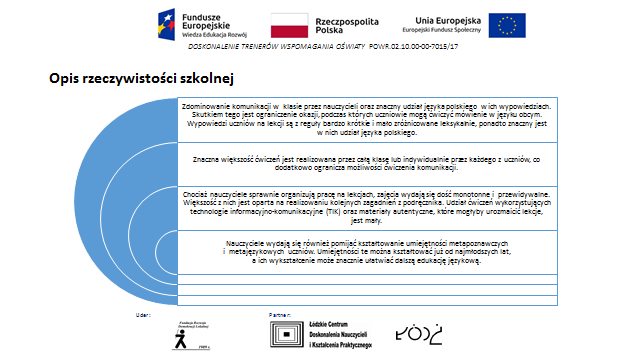 Fundusze
Europejskie
Wiedza Edukacja Rozwój
Rzeczpospolita
Polska
Unia Europejska
Europejski Fundusz Społeczny
DOSKONALENIE TRENERÓW WSPOMAGANIA OŚWIATY POWR.02.10.00-00-7015/17
Opis rzeczywistości szkolnej
Zdominowanie komunikacji w klasie przez nauczycieli oraz znaczny udział języka polskiego w ich wypowiedziach.
Skutkiem tego jest ograniczenie okazji, podczas których uczniowie mogą ćwiczyć mówienie w języku obcym.
Wypowiedzi uczniów na lekcji są z reguły bardzo krótkie i mało zróżnicowane leksykalnie, ponadto znaczny jest
w nich udział języka polskiego.
Znaczna większość ćwiczeń jest realizowana przez całą klasę lub indywidualnie przez każdego z uczniów, co
dodatkowo ogranicza możliwości ćwiczenia komunikacji.
Chociaż nauczyciele sprawnie organizują pracę na lekcjach, zajęcia wydają się dość monotonne i przewidywalne.
Większość z nich jest oparta na realizowaniu kolejnych zagadnień z podręcznika. Udział ćwiczeń wykorzystujących
technologie informacyjno-komunikacyjne (TIK) oraz materiały autentyczne, które mogłyby urozmaicić lekcje,
jest mały.
Nauczyciele wydają się również pomijać kształtowanie umiejętności metapoznawczych
i metajęzykowych uczniów. Umiejętności te można kształtować już od najmłodszych lat,
a ich wykształcenie może znacznie ułatwiać dalszą edukację językową.
Lider:
Partner:
Fundacja Rozwoju
Demokracji Lokalnej
1989 r.
Łódzkie Centrum
Doskonalenia Nauczycieli
i Kształcenia Praktycznego
ŁÓDŹ